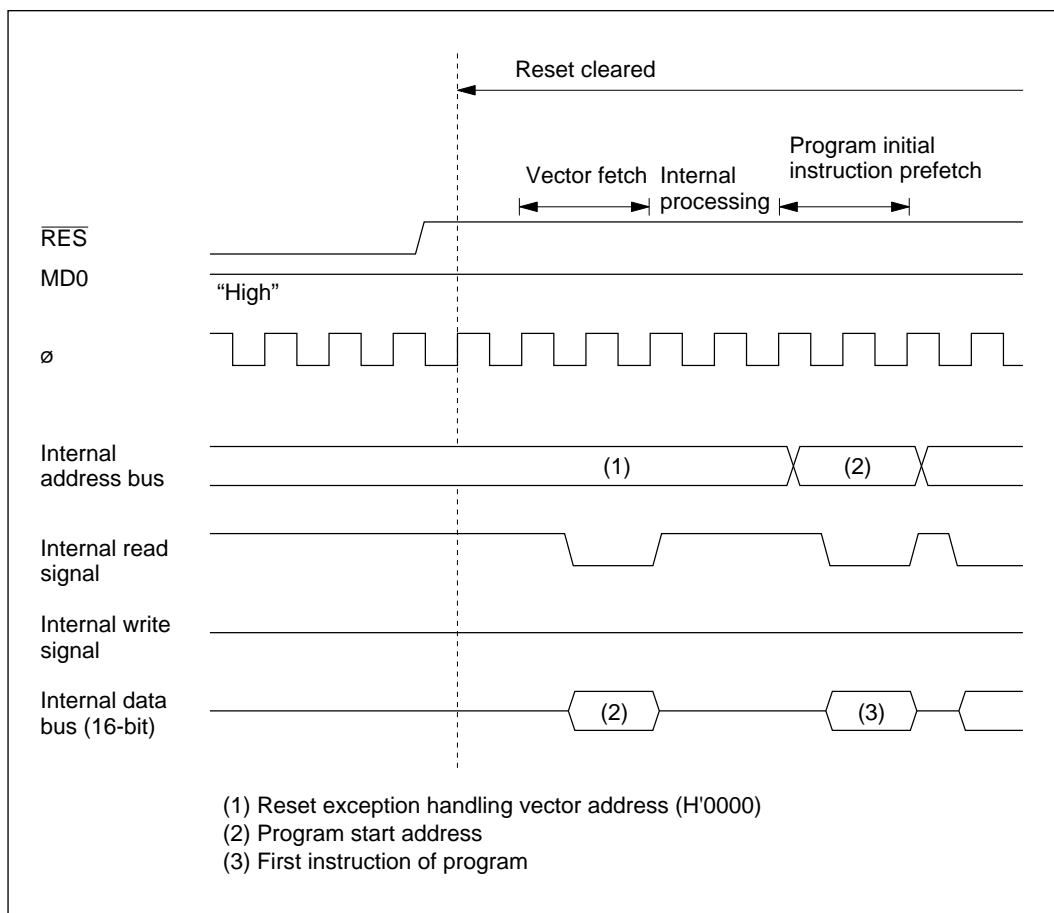 Reset cleared
Program initial
instruction prefetch
Vector fetch
Internal
processing
RES
MD0
“High”
ø
Internal
address bus
(1)
(2)
Internal read
signal
Internal write
signal
Internal data
bus (16-bit)
(2)
(3)
(1) Reset exception handling vector address (H'0000)
(2) Program start address
(3) First instruction of program